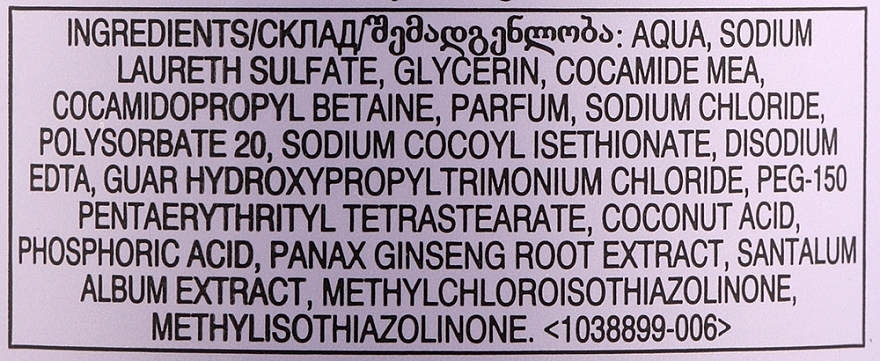 INGREDIENTS/СКЛАД/შემადგენლობა: AQUA, SODIUM
LAURETH SULFATE, GLYCERIN, COCAMIDE MEA,
COCAMIDOPROPYL BETAINE, PARFUM, SODIUM CHLORIDE,
POLYSORBATE 20, SODIUM COCOYL ISETHIONATE, DISODIUM
EDTA, GUAR HYDROXYPROPYLTRIMONIUM CHLORIDE, PEG-150
PENTAERYTHRITYL TETRASTEARATE, COCONUT ACID,
PHOSPHORIC ACID, PANAX GINSENG ROOT EXTRACT, SANTALUM
ALBUM EXTRACT, METHYLCHLOROISOTHIAZOLINONE,
METHYLISOTHIAZOLINONE. <1038899-006>